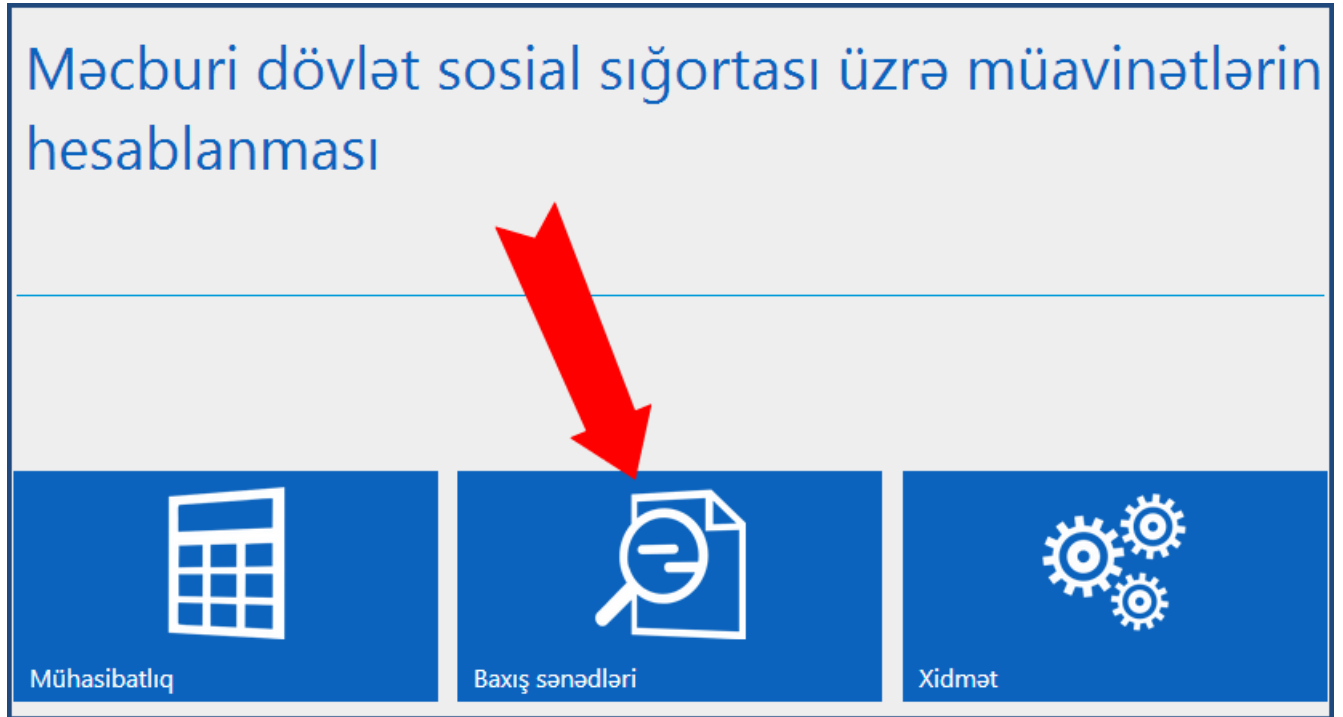 Məcburi dövlət sosial sığortası üzrə müavinətlərin
hesablanması
Mühasibatlıq
Baxış sənədləri
Xidmət